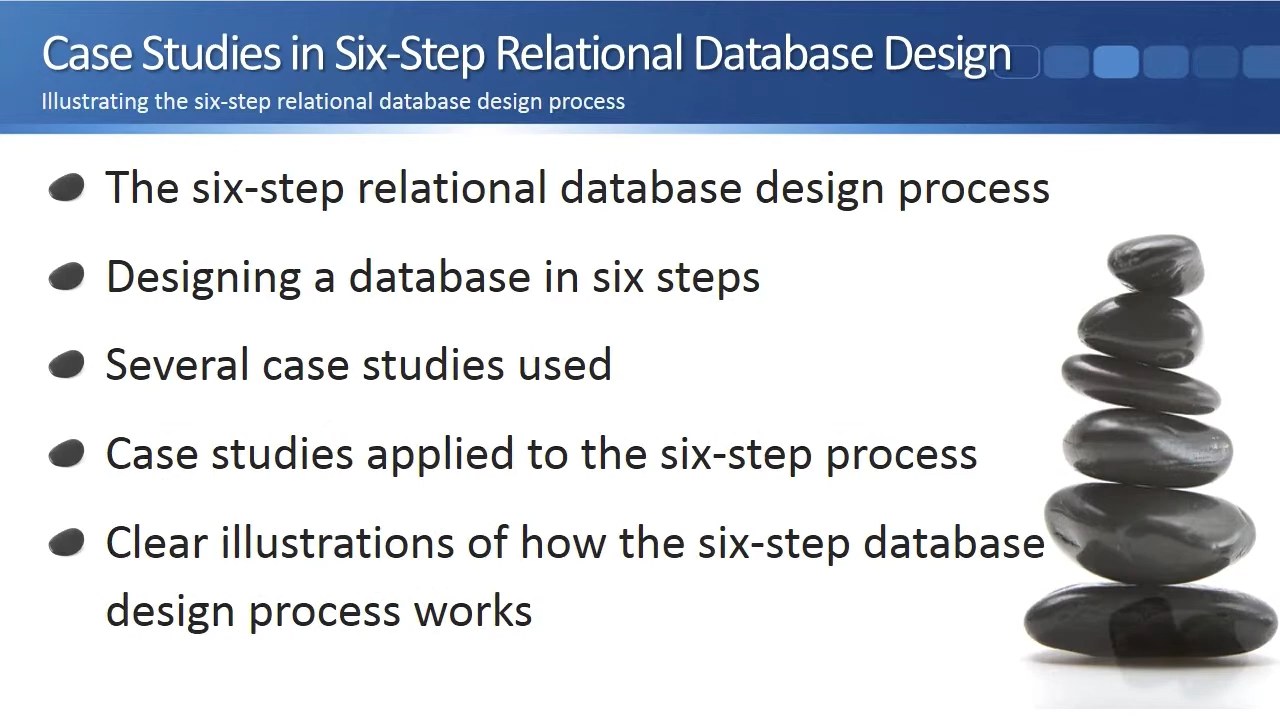 Case Studies in Six-Step Relational Database Design
Illustrating the six-step relational database design process
The six-step relational database design process
Designing a database in six steps
Several case studies used
Case studies applied to the six-step process
Clear illustrations of how the six-step database
design process works